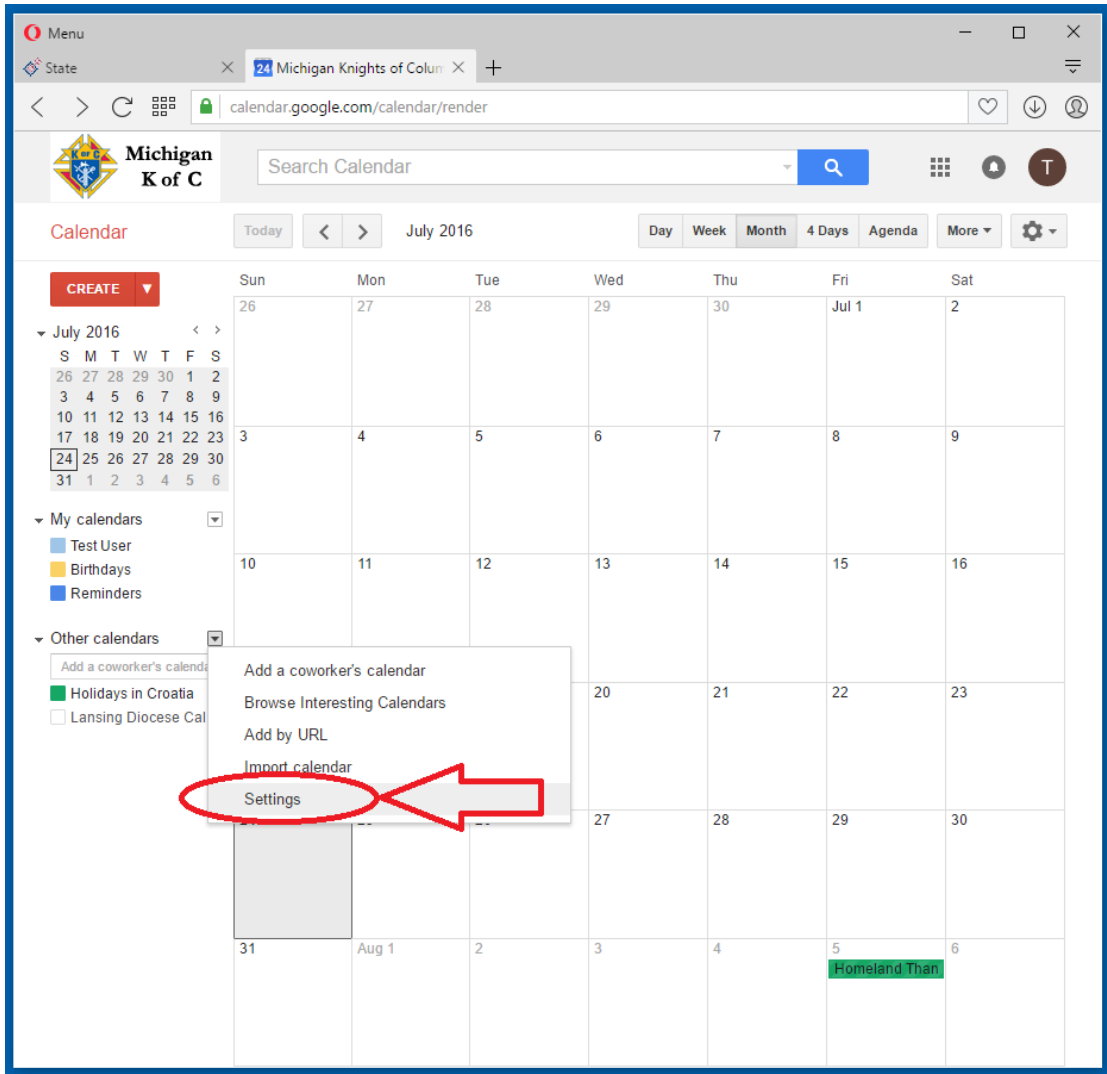 Menu
State
24 Michigan Knights of Colum
calendar.google.com/calendar/render
K of C
Michigan
K of C
Search Calendar
T
Calendar
Today
July 2016
Day Week Month 4 Days Agenda More
CREATE
Sun Mon Tue Wed Thu Fri Sat
26 27 28 29 30 Jul 1 2
July 2016
S M T W T F S
26 27 28 29 30 1 2
3 4 5 6 7 8 9
10 11 12 13 14 15 16
17 18 19 20 21 22 23
24 25 26 27 28 29 30
31 1 2 3 4 5 6
3 4 5 6 7 8 9
My calendars
Test User
Birthdays
Reminders
10 11 12 13 14 15 16
Other calendars
Add a coworker's calenda
Holidays in Croatia
Lansing Diocese Cal
Add a coworker's calendar
Browse Interesting Calendars
Add by URL
Import calendar
Settings
20 21 22 23
27 28 29 30
31 Aug 1 2 3 4 5 6
Homeland Than